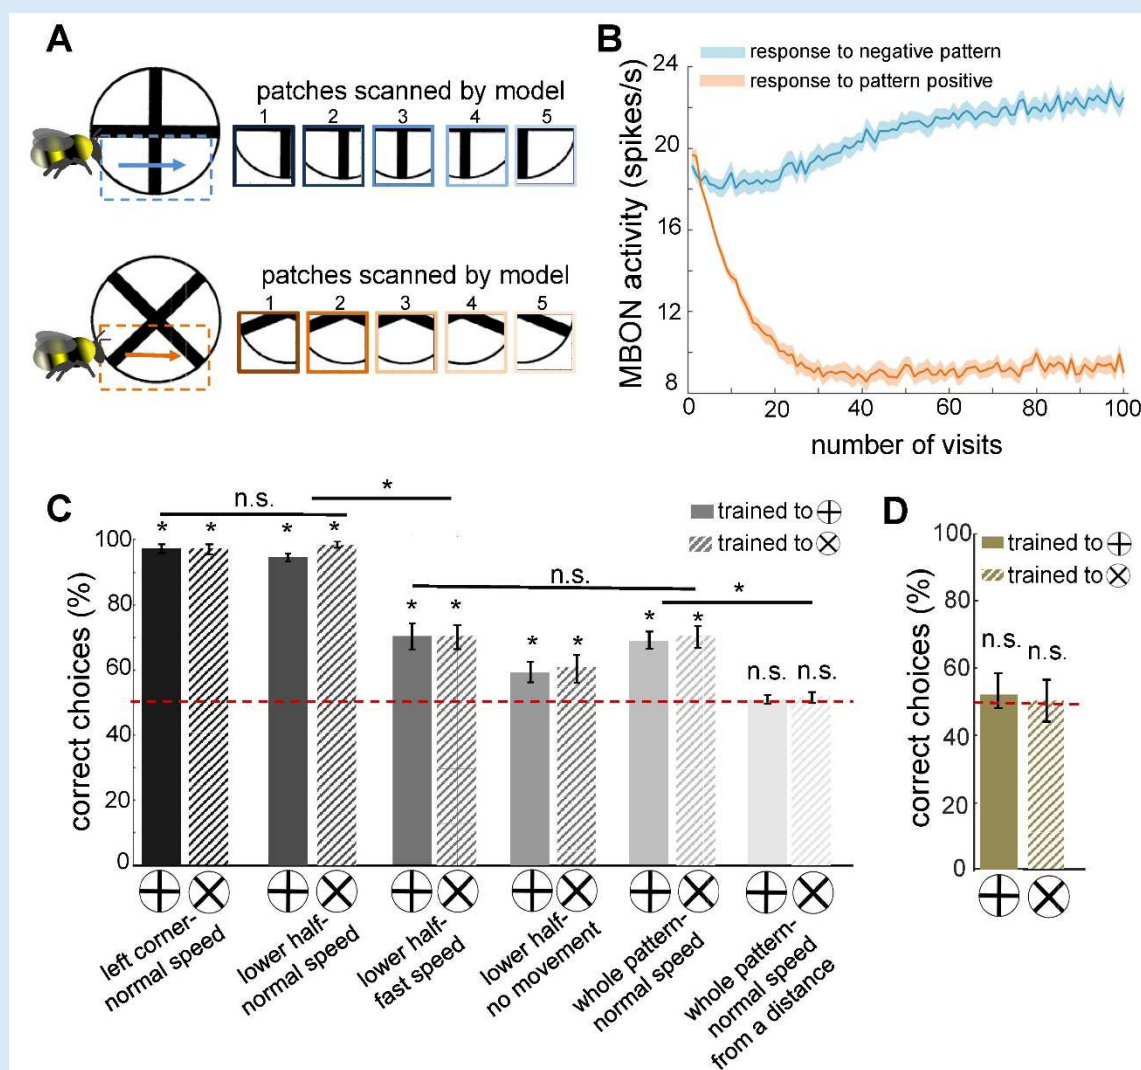 A
patches scanned by model
1 2 3 4 5
patches scanned by model
1 2 3 4 5
B
response to negative pattern
response to pattern positive
MBON activity (spikes/s)
24
20
16
12
8
0 20 40 60 80 100
number of visits
C
n.s.
*
trained to
trained to
* * * *
n.s.
*
* * * * * *
n.s. n.s.
correct choices (%)
100
80
60
40
20
0
left corner-
normal speed
lower half-
normal speed
lower half-
fast speed
lower half-
no movement
whole pattern-
normal speed
whole pattern-
normal speed
from a distance
D
trained to
trained to
n.s. n.s.
correct choices (%)
100
80
60
40
20
0